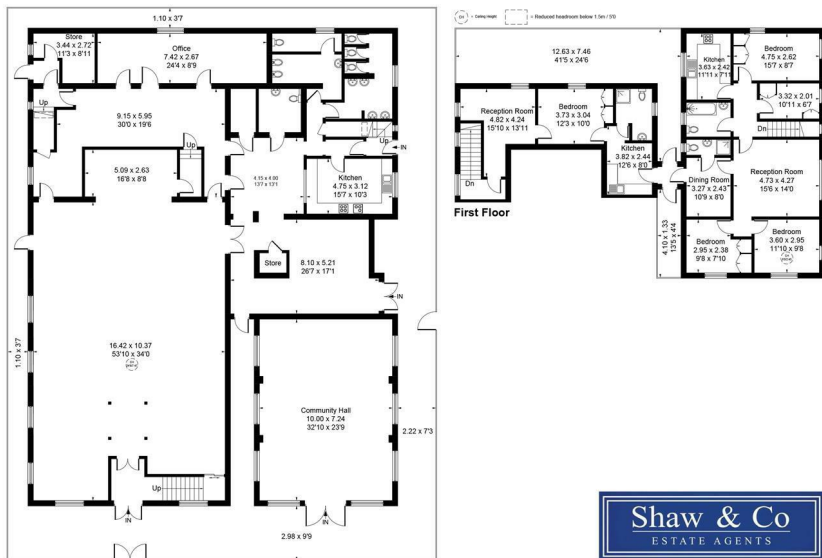 1.10 x 3'7
Store
3.44 x 2.72
11'3 x 8'11
Office
7.42 x 2.67
24'4 x 8'9
Up
9.15 x 5.95
30'0 x 19'6
Up
5.09 x 2.63
16'8 x 8'8
4.15 x 4.00
13'7 x 13'1
Up
IN
Kitchen
4.75 x 3.12
15'7 x 10'3
Store
8.10 x 5.21
26'7 x 17'1
IN
16.42 x 10.37
53'10 x 34'0
CH
1.10 x 3'7
Community Hall
10.00 x 7.24
32'10 x 23'9
2.22 x 7'3
Up
IN
IN
2.98 x 9'9
CH = Ceiling Height
= Reduced headroom below 1.5m / 5'0
12.63 x 7.46
41'5 x 24'6
Kitchen
3.63 x 2.42
11'11 x 7'11
Bedroom
4.75 x 2.62
15'7 x 8'7
Reception Room
4.82 x 4.24
15'10 x 13'11
Bedroom
3.73 x 3.04
12'3 x 10'0
3.32 x 2.01
10'11 x 6'7
Dn
Kitchen
3.82 x 2.44
12'6 x 8'0
Dining Room
3.27 x 2.43
10'9 x 8'0
Reception Room
4.73 x 4.27
15'6 x 14'0
Dn
First Floor
4.10 x 1.33
13'5 x 4'4
Bedroom
2.95 x 2.38
9'8 x 7'10
Bedroom
3.60 x 2.95
11'10 x 9'8
CH
Shaw & Co
ESTATE AGENTS